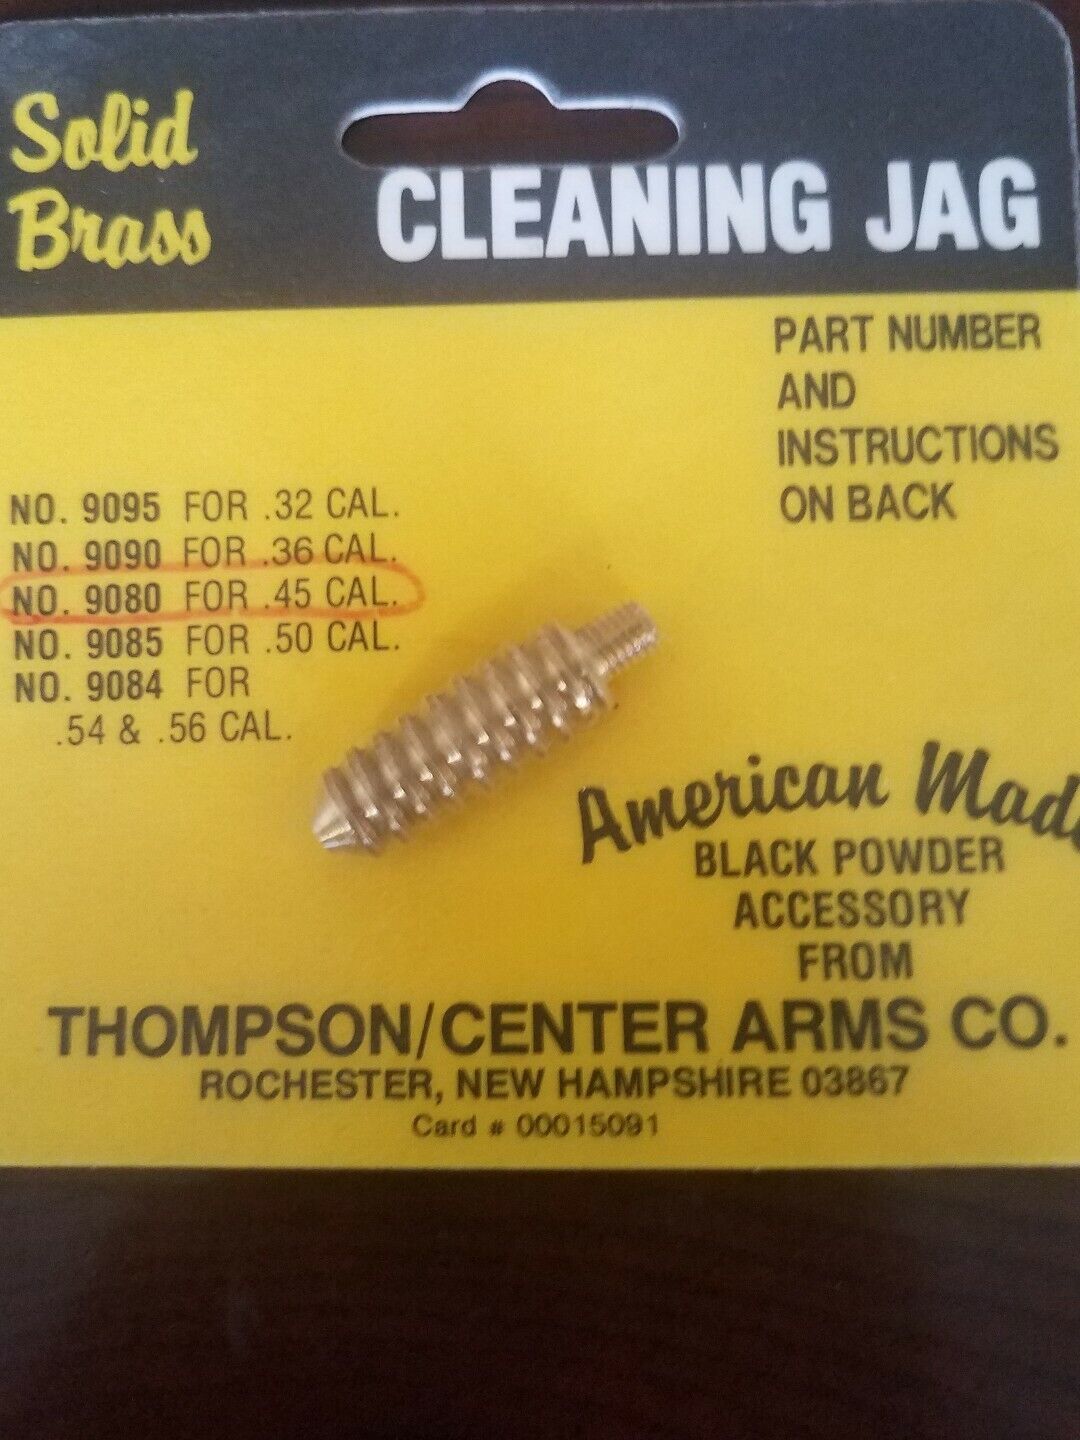 Solid
Brass
CLEANING JAG
PART NUMBER
AND
INSTRUCTIONS
ON BACK
NO. 9095 FOR .32 CAL.
NO. 9090 FOR .36 CAL.
NO. 9080 FOR .45 CAL.
NO. 9085 FOR .50 CAL.
NO. 9084 FOR
.54 & .56 CAL.
American Made
BLACK POWDER
ACCESSORY
FROM
THOMPSON/CENTER ARMS CO.
ROCHESTER, NEW HAMPSHIRE 03867
Card # 00015091